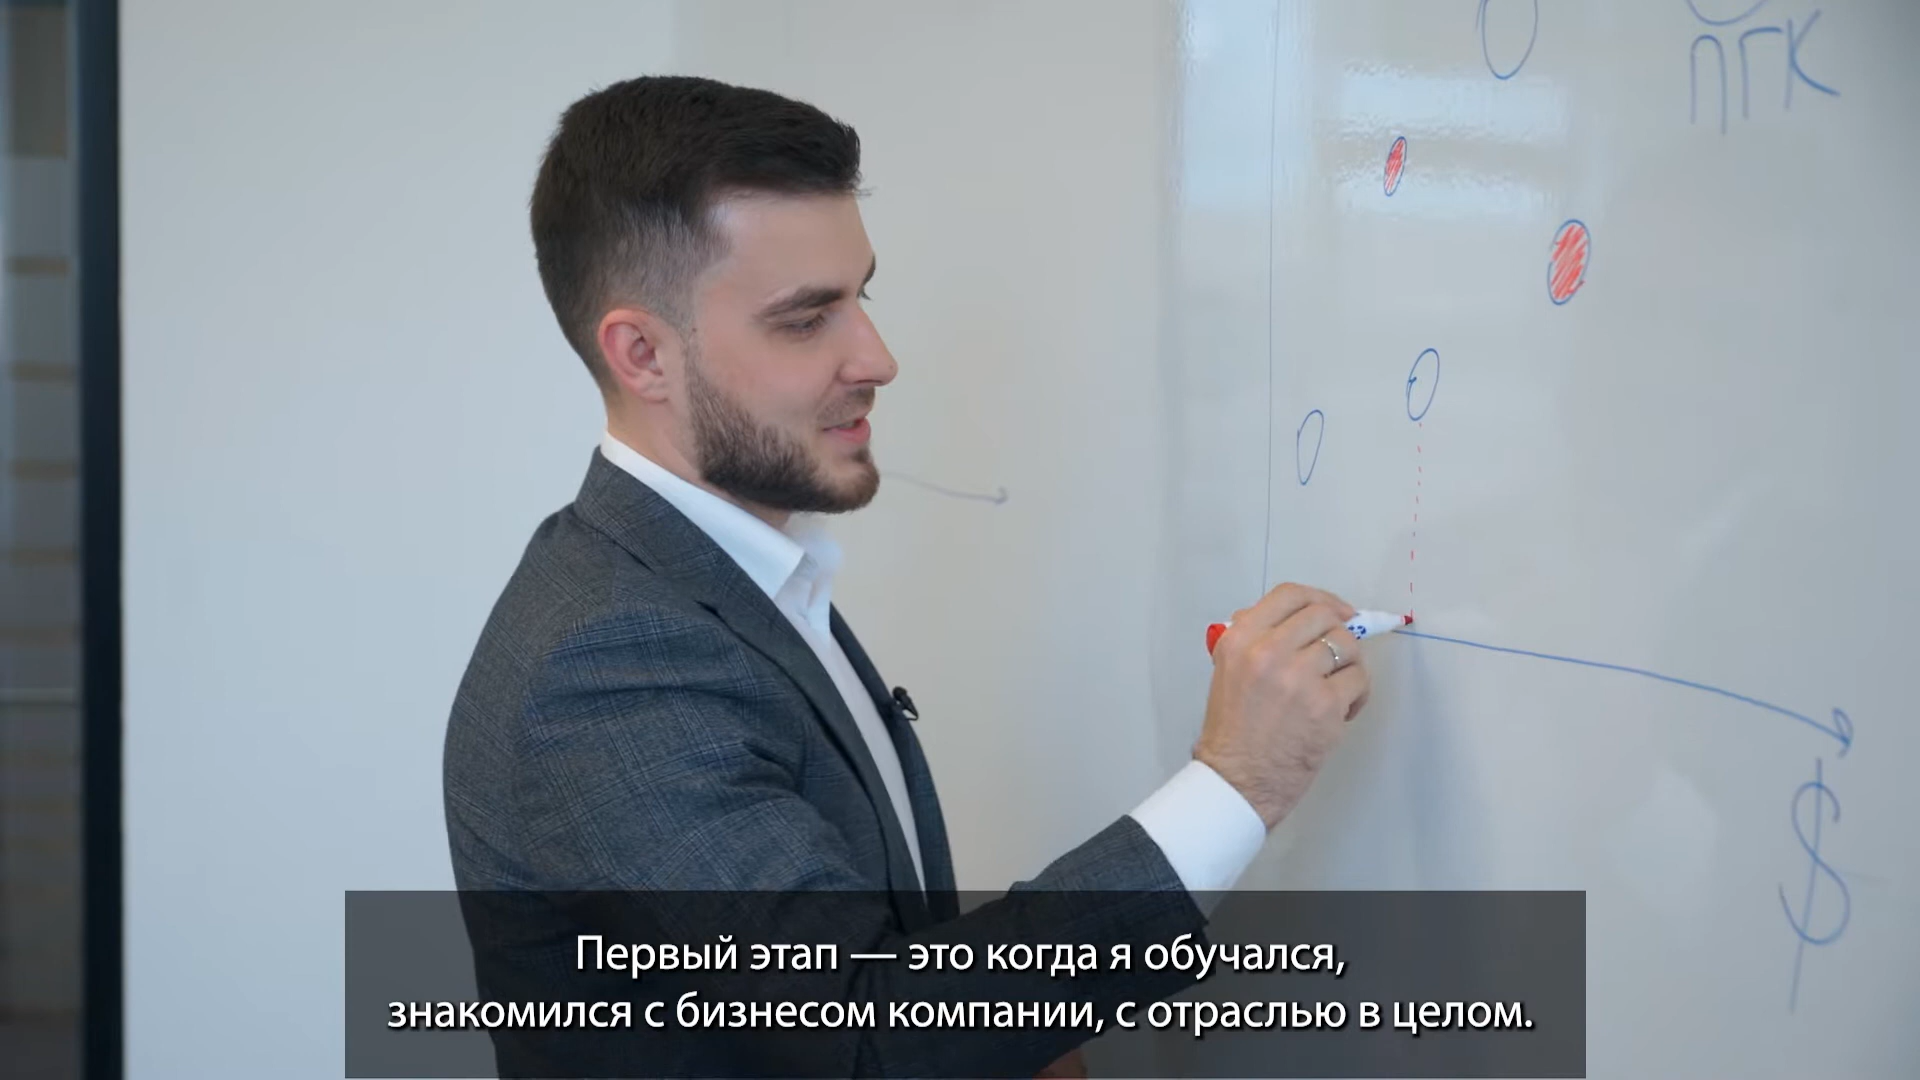 ПГК
$
Первый этап — это когда я обучался,
знакомился с бизнесом компании, с отраслью в целом.